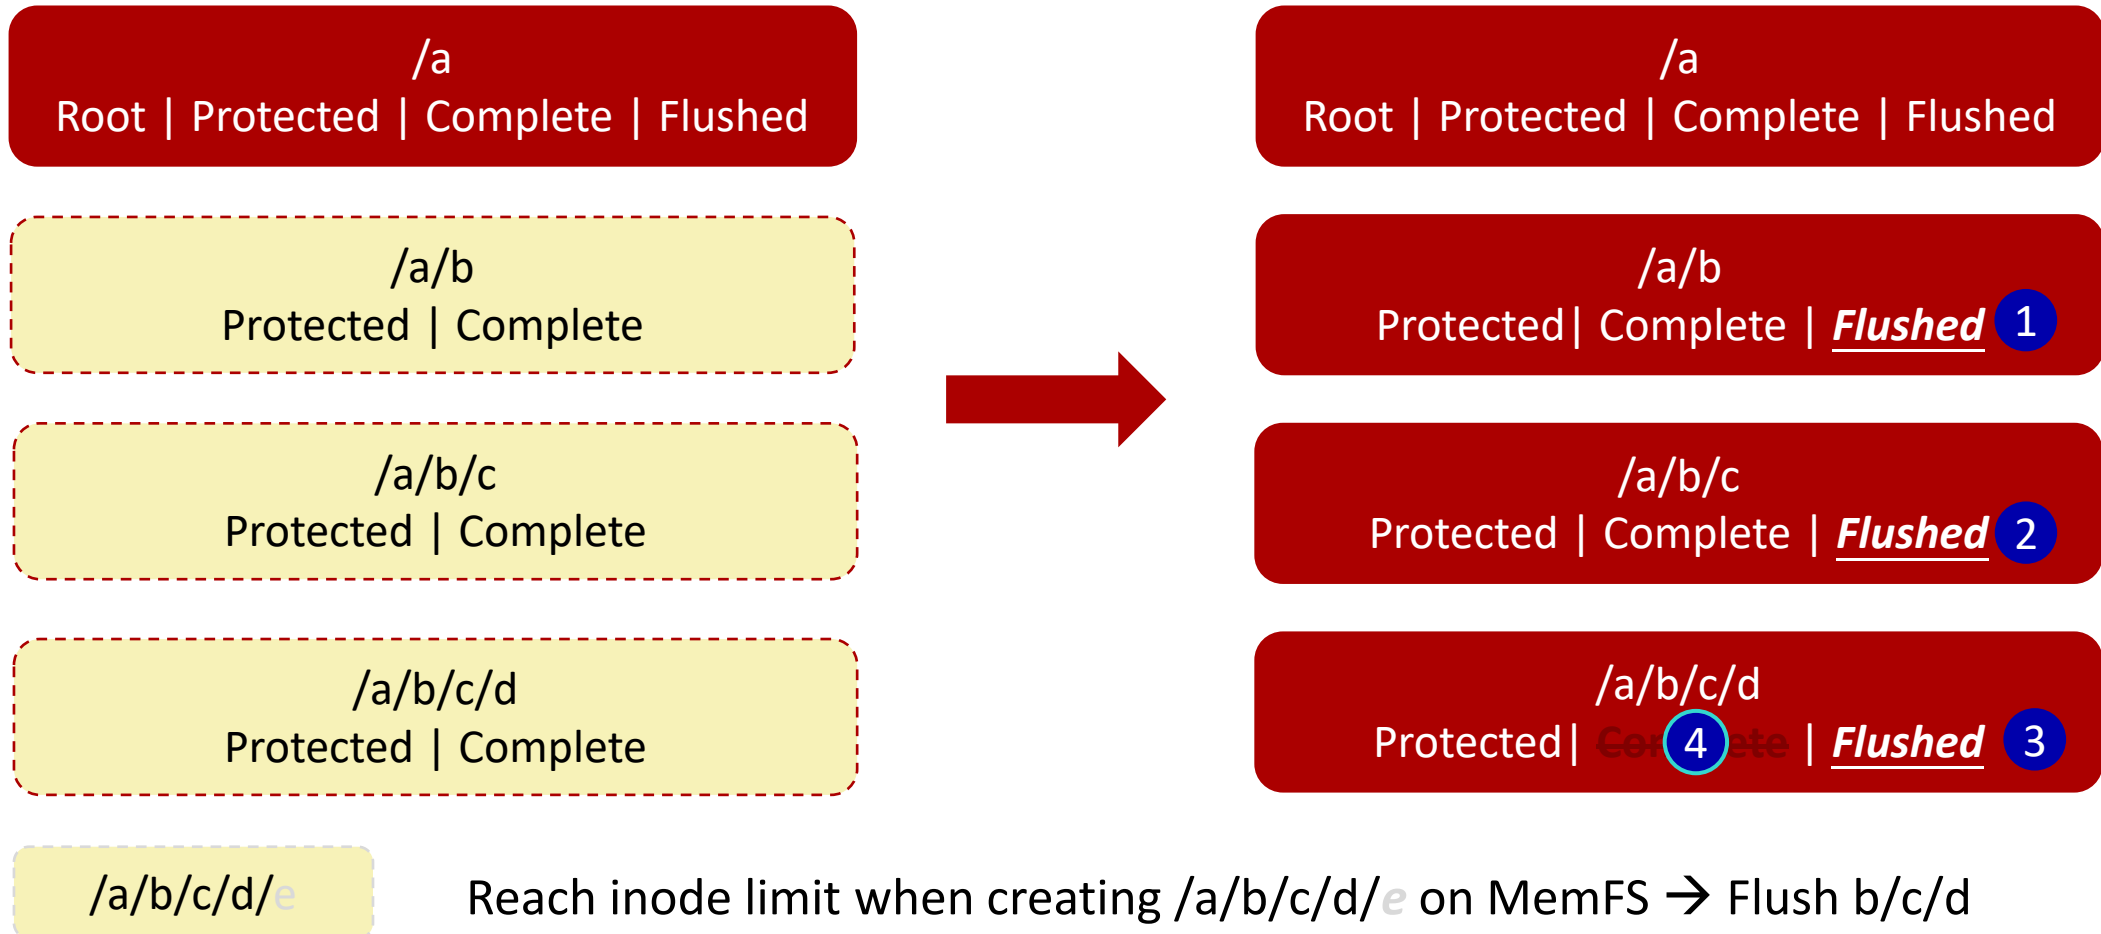 /a
Root | Protected | Complete | Flushed
/a/b
Protected | Complete
/a/b/c
Protected | Complete
/a/b/c/d
Protected | Complete
/a/b/c/d/e
/a
Root | Protected | Complete | Flushed
/a/b
Protected| Complete | Flushed 1
/a/b/c
Protected | Complete | Flushed 2
/a/b/c/d
Protected| Complete 4 | Flushed 3
Reach inode limit when creating /a/b/c/d/e on MemFS → Flush b/c/d